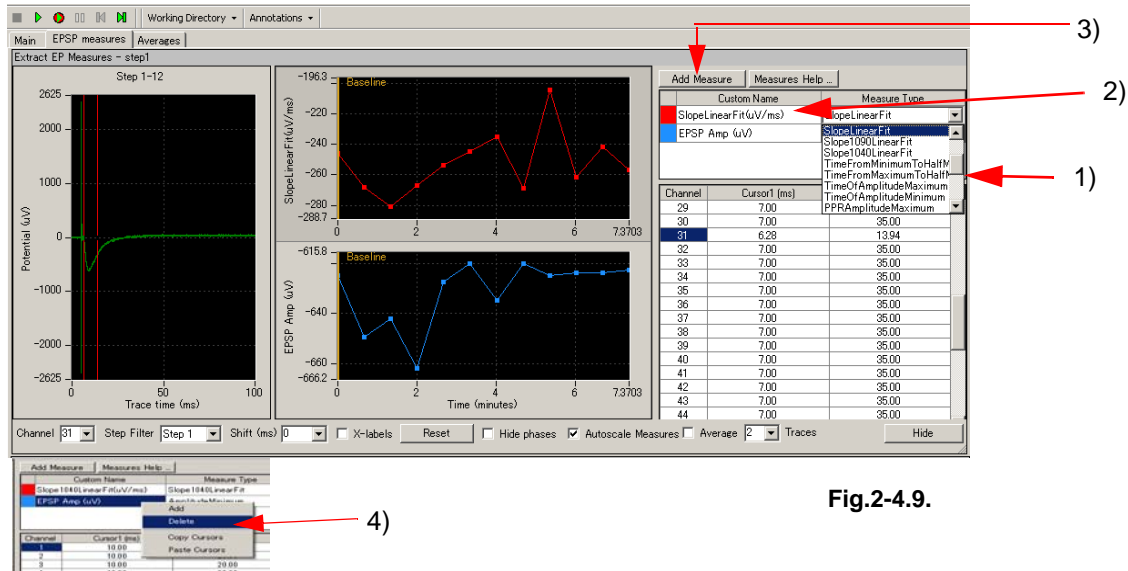 Working Directory Annotations
3)
Main EPSP measures Averages
Extract EP Measures - step1
Step 1-12
2625
2000
1000
0
-1000
-2000
-2625
Potential (uV)
0 50 100
Trace time (ms)
-196.3
-220
-240
-260
-280
-288.7
SlopeLinearFit(uV/ms)
Baseline
0 2 4 6 7.3703
-615.8
-640
-660
-666.2
EPSP Amp (uV)
Baseline
0 2 4 6 7.3703
Time (minutes)
Add Measure Measures Help ...
Custom Name Measure Type
SlopeLinearFit(uV/ms) SlopeLinearFit
EPSP Amp (uV)
2)
SlopeLinearFit
Slope1090LinearFit
Slope1040LinearFit
TimeFromMinimumToHalfM
TimeFromMaximumToHalfM
TimeOfAmplitudeMaximum
TimeOfAmplitudeMinimum
PPRAmplitudeMaximum
1)
Channel Cursor1 (ms)
29 7.00
30 7.00 35.00
31 6.28 13.94
32 7.00 35.00
33 7.00 35.00
34 7.00 35.00
35 7.00 35.00
36 7.00 35.00
37 7.00 35.00
38 7.00 35.00
39 7.00 35.00
40 7.00 35.00
41 7.00 35.00
42 7.00 35.00
43 7.00 35.00
44 7.00 35.00
Channel 31 Step Filter Step 1 Shift (ms) 0 X-labels Reset Hide phases Autoscale Measures Average 2 Traces Hide
Add Measure Measures Help ...
Custom Name Measure Type
Slope1040LinearFit(uV/ms) Slope1040LinearFit
EPSP Amp (uV) AmplitudeMinimum
Add
Delete
Copy Cursors
Paste Cursors
4)
Channel Cursor1 (ms)
1 10.00
2 10.00
3 10.00 20.00
Fig.2-4.9.